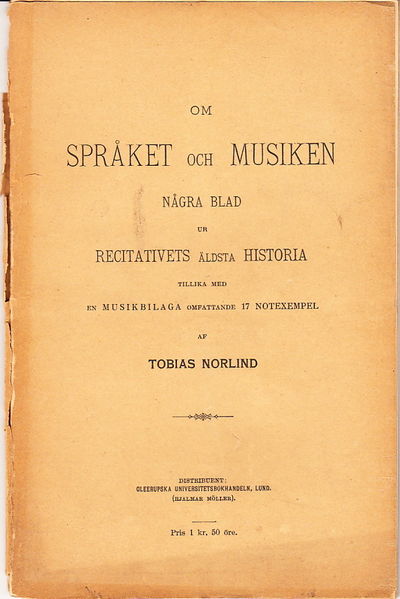 OM
SPRÅKET OCH MUSIKEN
NÅGRA BLAD
UR
RECITATIVETS ÄLDSTA HISTORIA
TILLIKA MED
EN MUSIKBILAGA OMFATTANDE 17 NOTEXEMPEL
AF
TOBIAS NORLIND
DISTRIBUENT:
GLEERUPSKA UNIVERSITETSBOKHANDELN, LUND.
(HJALMAR MÖLLER).
Pris 1 kr. 50 öre.